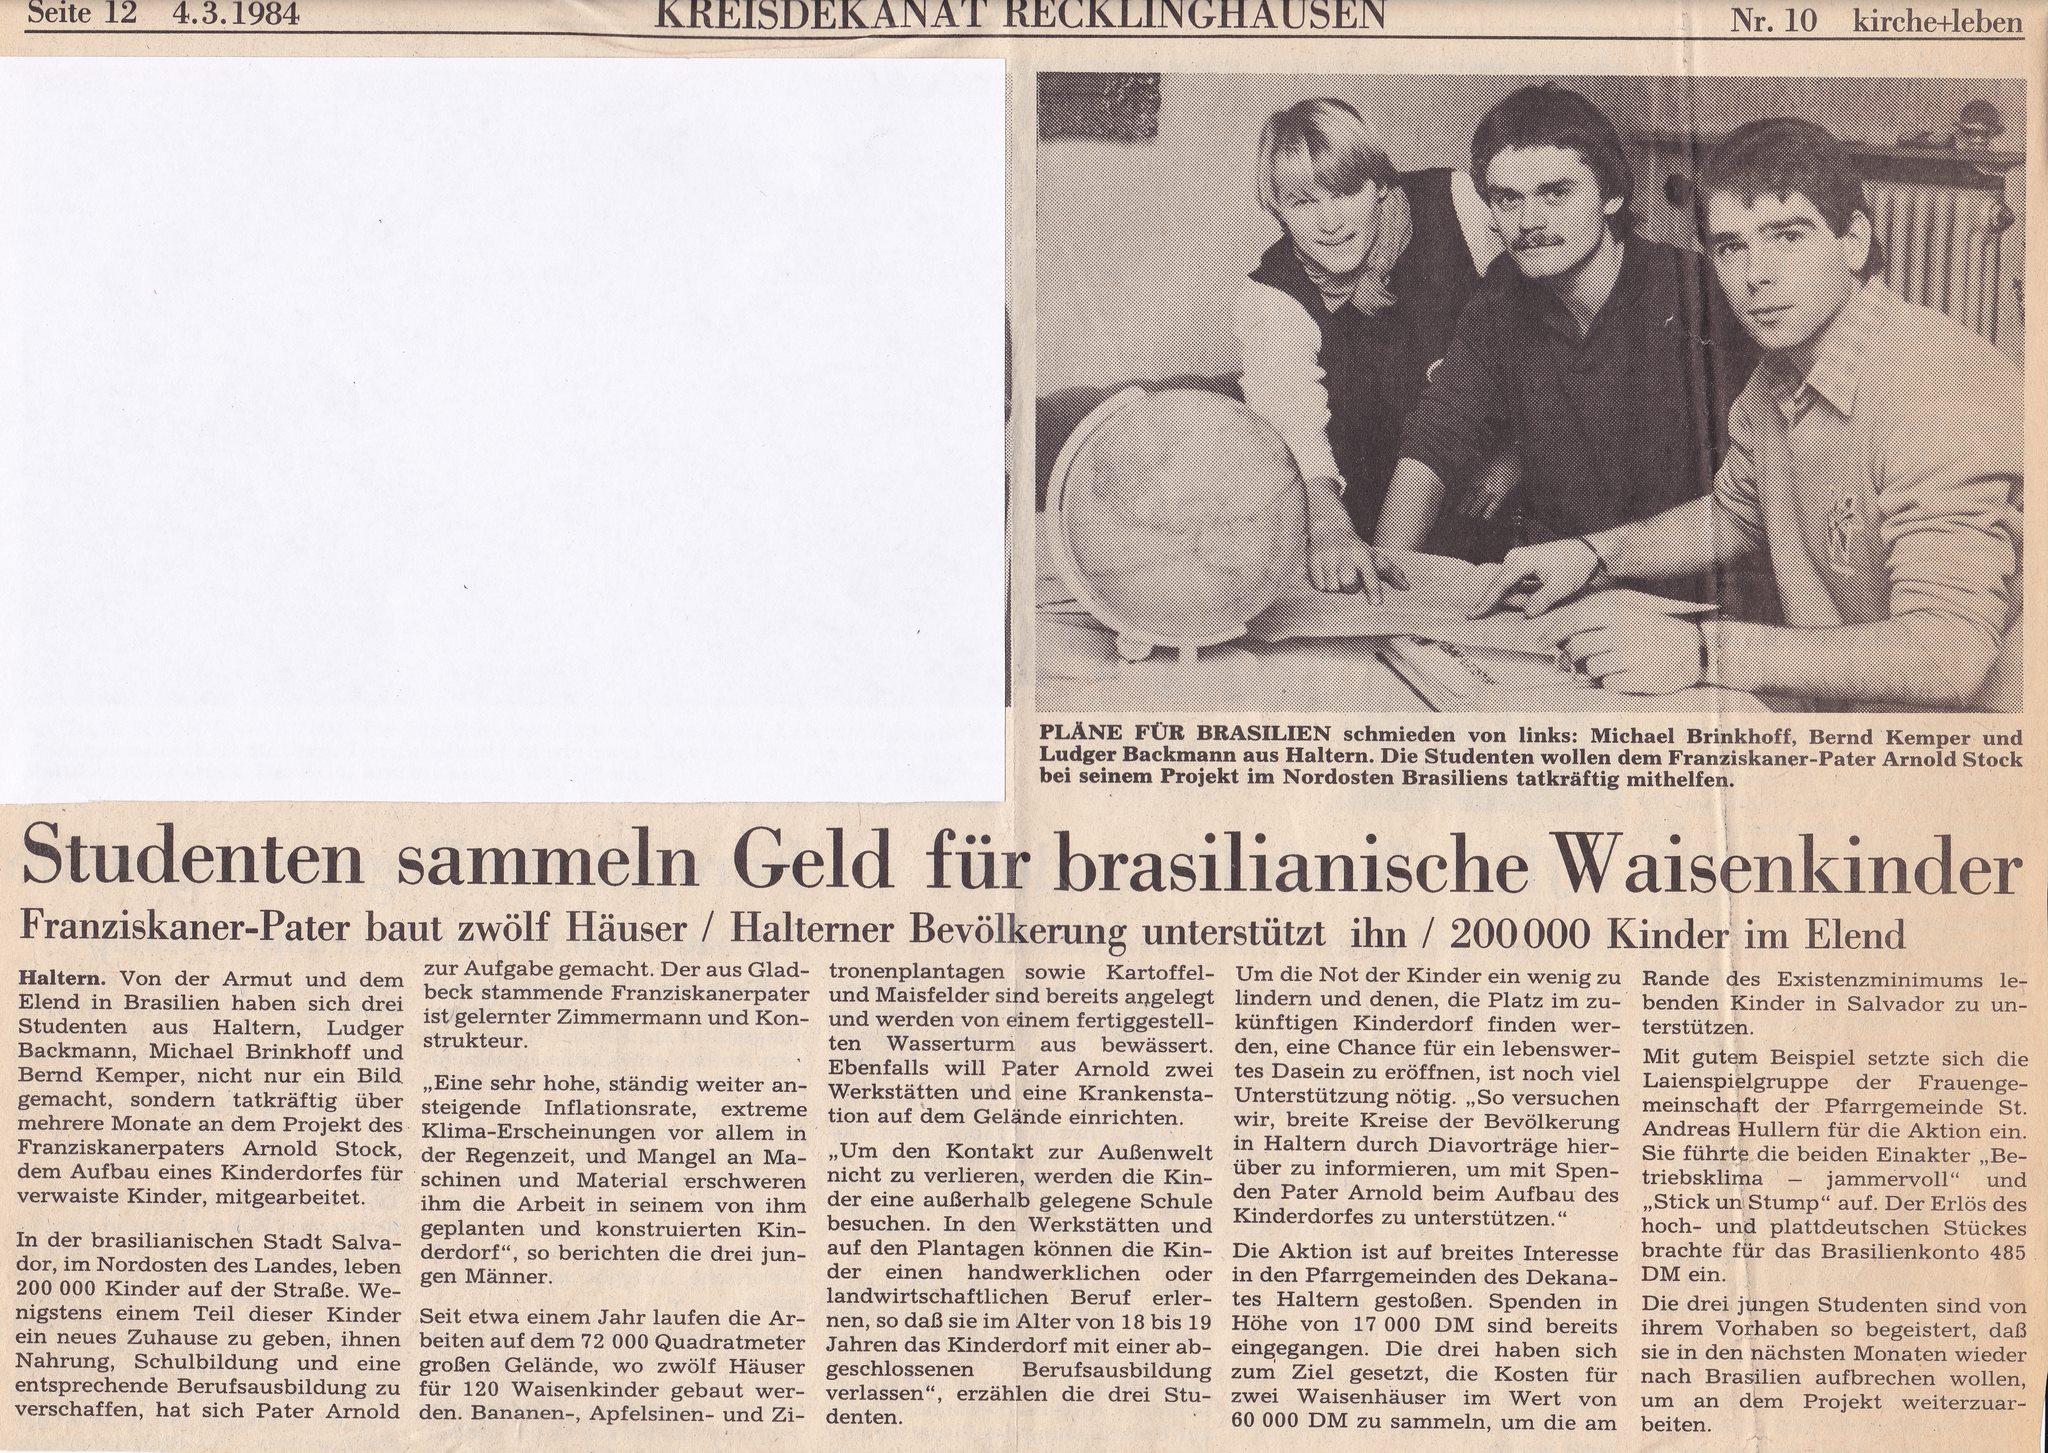 Seite 12 4.3.1984 KREISDEKANAT RECKLINGHAUSEN Nr. 10 kirche+leben
PLÄNE FÜR BRASILIEN schmieden von links: Michael Brinkhoff, Bernd Kemper und
Ludger Backmann aus Haltern. Die Studenten wollen dem Franziskaner-Pater Arnold Stock
bei seinem Projekt im Nordosten Brasiliens tatkräftig mithelfen.
Studenten sammeln Geld für brasilianische Waisenkinder
Franziskaner-Pater baut zwölf Häuser / Halterner Bevölkerung unterstützt ihn / 200 000 Kinder im Elend
Haltern. Von der Armut und dem
Elend in Brasilien haben sich drei
Studenten aus Haltern, Ludger
Backmann, Michael Brinkhoff und
Bernd Kemper, nicht nur ein Bild
gemacht, sondern tatkräftig über
mehrere Monate an dem Projekt des
Franziskanerpaters Arnold Stock,
dem Aufbau eines Kinderdorfes für
verwaiste Kinder, mitgearbeitet.
In der brasilianischen Stadt Salva-
dor, im Nordosten des Landes, leben
200 000 Kinder auf der Straße. We-
nigstens einem Teil dieser Kinder
ein neues Zuhause zu geben, ihnen
Nahrung, Schulbildung und eine
entsprechende Berufsausbildung zu
verschaffen, hat sich Pater Arnold
zur Aufgabe gemacht. Der aus Glad-
beck stammende Franziskanerpater
ist gelernter Zimmermann und Kon-
strukteur.
„Eine sehr hohe, ständig weiter an-
steigende Inflationsrate, extreme
Klima-Erscheinungen vor allem in
der Regenzeit, und Mangel an Ma-
schinen und Material erschweren
ihm die Arbeit in seinem von ihm
geplanten und konstruierten Kin-
derdorf“, so berichten die drei jun-
gen Männer.
Seit etwa einem Jahr laufen die Ar-
beiten auf dem 72 000 Quadratmeter
großen Gelände, wo zwölf Häuser
für 120 Waisenkinder gebaut wer-
den. Bananen-, Apfelsinen- und Zi-
tronenplantagen sowie Kartoffel-
und Maisfelder sind bereits angelegt
und werden von einem fertiggestell-
ten Wasserturm aus bewässert.
Ebenfalls will Pater Arnold zwei
Werkstätten und eine Krankensta-
tion auf dem Gelände einrichten.
„Um den Kontakt zur Außenwelt
nicht zu verlieren, werden die Kin-
der eine außerhalb gelegene Schule
besuchen. In den Werkstätten und
auf den Plantagen können die Kin-
der einen handwerklichen oder
landwirtschaftlichen Beruf erler-
nen, so daß sie im Alter von 18 bis 19
Jahren das Kinderdorf mit einer ab-
geschlossenen Berufsausbildung
verlassen“, erzählen die drei Stu-
denten.
Um die Not der Kinder ein wenig zu
lindern und denen, die Platz im zu-
künftigen Kinderdorf finden wer-
den, eine Chance für ein lebenswer-
tes Dasein zu eröffnen, ist noch viel
Unterstützung nötig. „So versuchen
wir, breite Kreise der Bevölkerung
in Haltern durch Diavorträge hier-
über zu informieren, um mit Spen-
den Pater Arnold beim Aufbau des
Kinderdorfes zu unterstützen.“
Die Aktion ist auf breites Interesse
in den Pfarrgemeinden des Dekana-
tes Haltern gestoßen. Spenden in
Höhe von 17 000 DM sind bereits
eingegangen. Die drei haben sich
zum Ziel gesetzt, die Kosten für
zwei Waisenhäuser im Wert von
60 000 DM zu sammeln, um die am
Rande des Existenzminimums le-
benden Kinder in Salvador zu un-
terstützen.
Mit gutem Beispiel setzte sich die
Laienspielgruppe der Frauenge-
meinschaft der Pfarrgemeinde St.
Andreas Hullern für die Aktion ein.
Sie führte die beiden Einakter „Be-
triebsklima – jammervoll“ und
„Stick un Stump“ auf. Der Erlös des
hoch- und plattdeutschen Stückes
brachte für das Brasilienkonto 485
DM ein.
Die drei jungen Studenten sind von
ihrem Vorhaben so begeistert, daß
sie in den nächsten Monaten wieder
nach Brasilien aufbrechen wollen,
um an dem Projekt weiterzuar-
beiten.